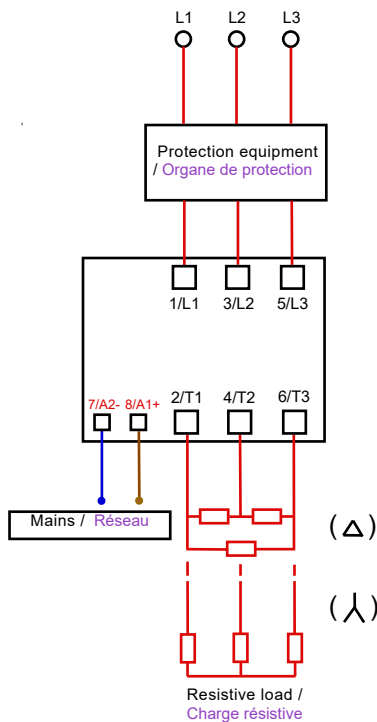 L1 L2 L3
Protection equipment
/ Organe de protection
1/L1 3/L2 5/L3
7/A2- 8/A1+ 2/T1 4/T2 6/T3
Mains / Réseau
(△)
(⅄)
Resistive load /
Charge résistive